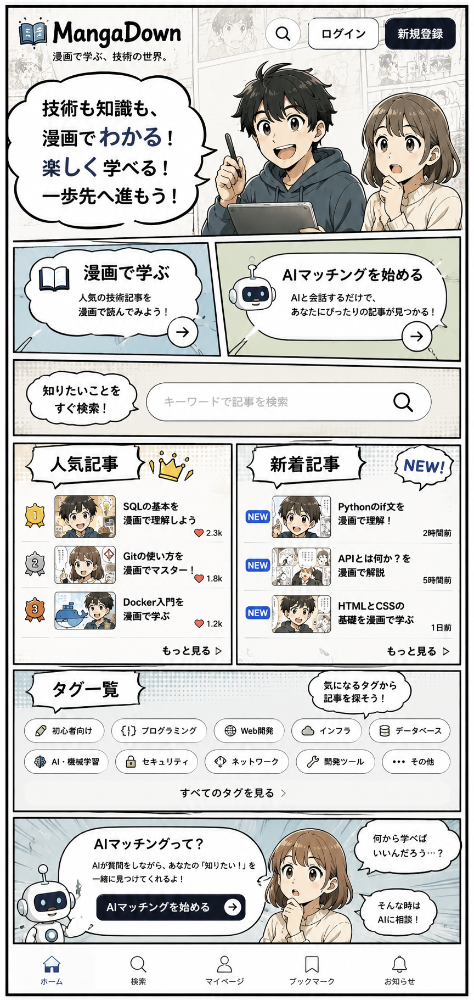 MangaDown
漫画で学ぶ、技術の世界。
ログイン
新規登録
技術も知識も、
漫画でわかる！
楽しく学べる！
一歩先へ進もう！
漫画で学ぶ
人気の技術記事を
漫画で読んでみよう！
AIマッチングを始める
AIと会話するだけで、
あなたにぴったりの記事が見つかる！
知りたいことを
すぐ検索！
キーワードで記事を検索
人気記事
1
SQLの基本を
漫画で理解しよう
2.3k
2
Gitの使い方を
漫画でマスター！
1.8k
3
Docker入門を
漫画で学ぶ
1.2k
もっと見る
新着記事
NEW!
NEW
Pythonのif文を
漫画で理解！
2時間前
NEW
APIとは何か？を
漫画で解説
5時間前
NEW
HTMLとCSSの
基礎を漫画で学ぶ
1日前
もっと見る
タグ一覧
気になるタグから
記事を探そう！
初心者向け
プログラミング
Web開発
インフラ
データベース
AI・機械学習
セキュリティ
ネットワーク
開発ツール
その他
すべてのタグを見る
AIマッチングって？
AIが質問をしながら、あなたの「知りたい！」を
一緒に見つけてくれるよ！
AIマッチングを始める
何から学べば
いいんだろう…？
そんな時は
AIに相談！
ホーム
検索
マイページ
ブックマーク
お知らせ